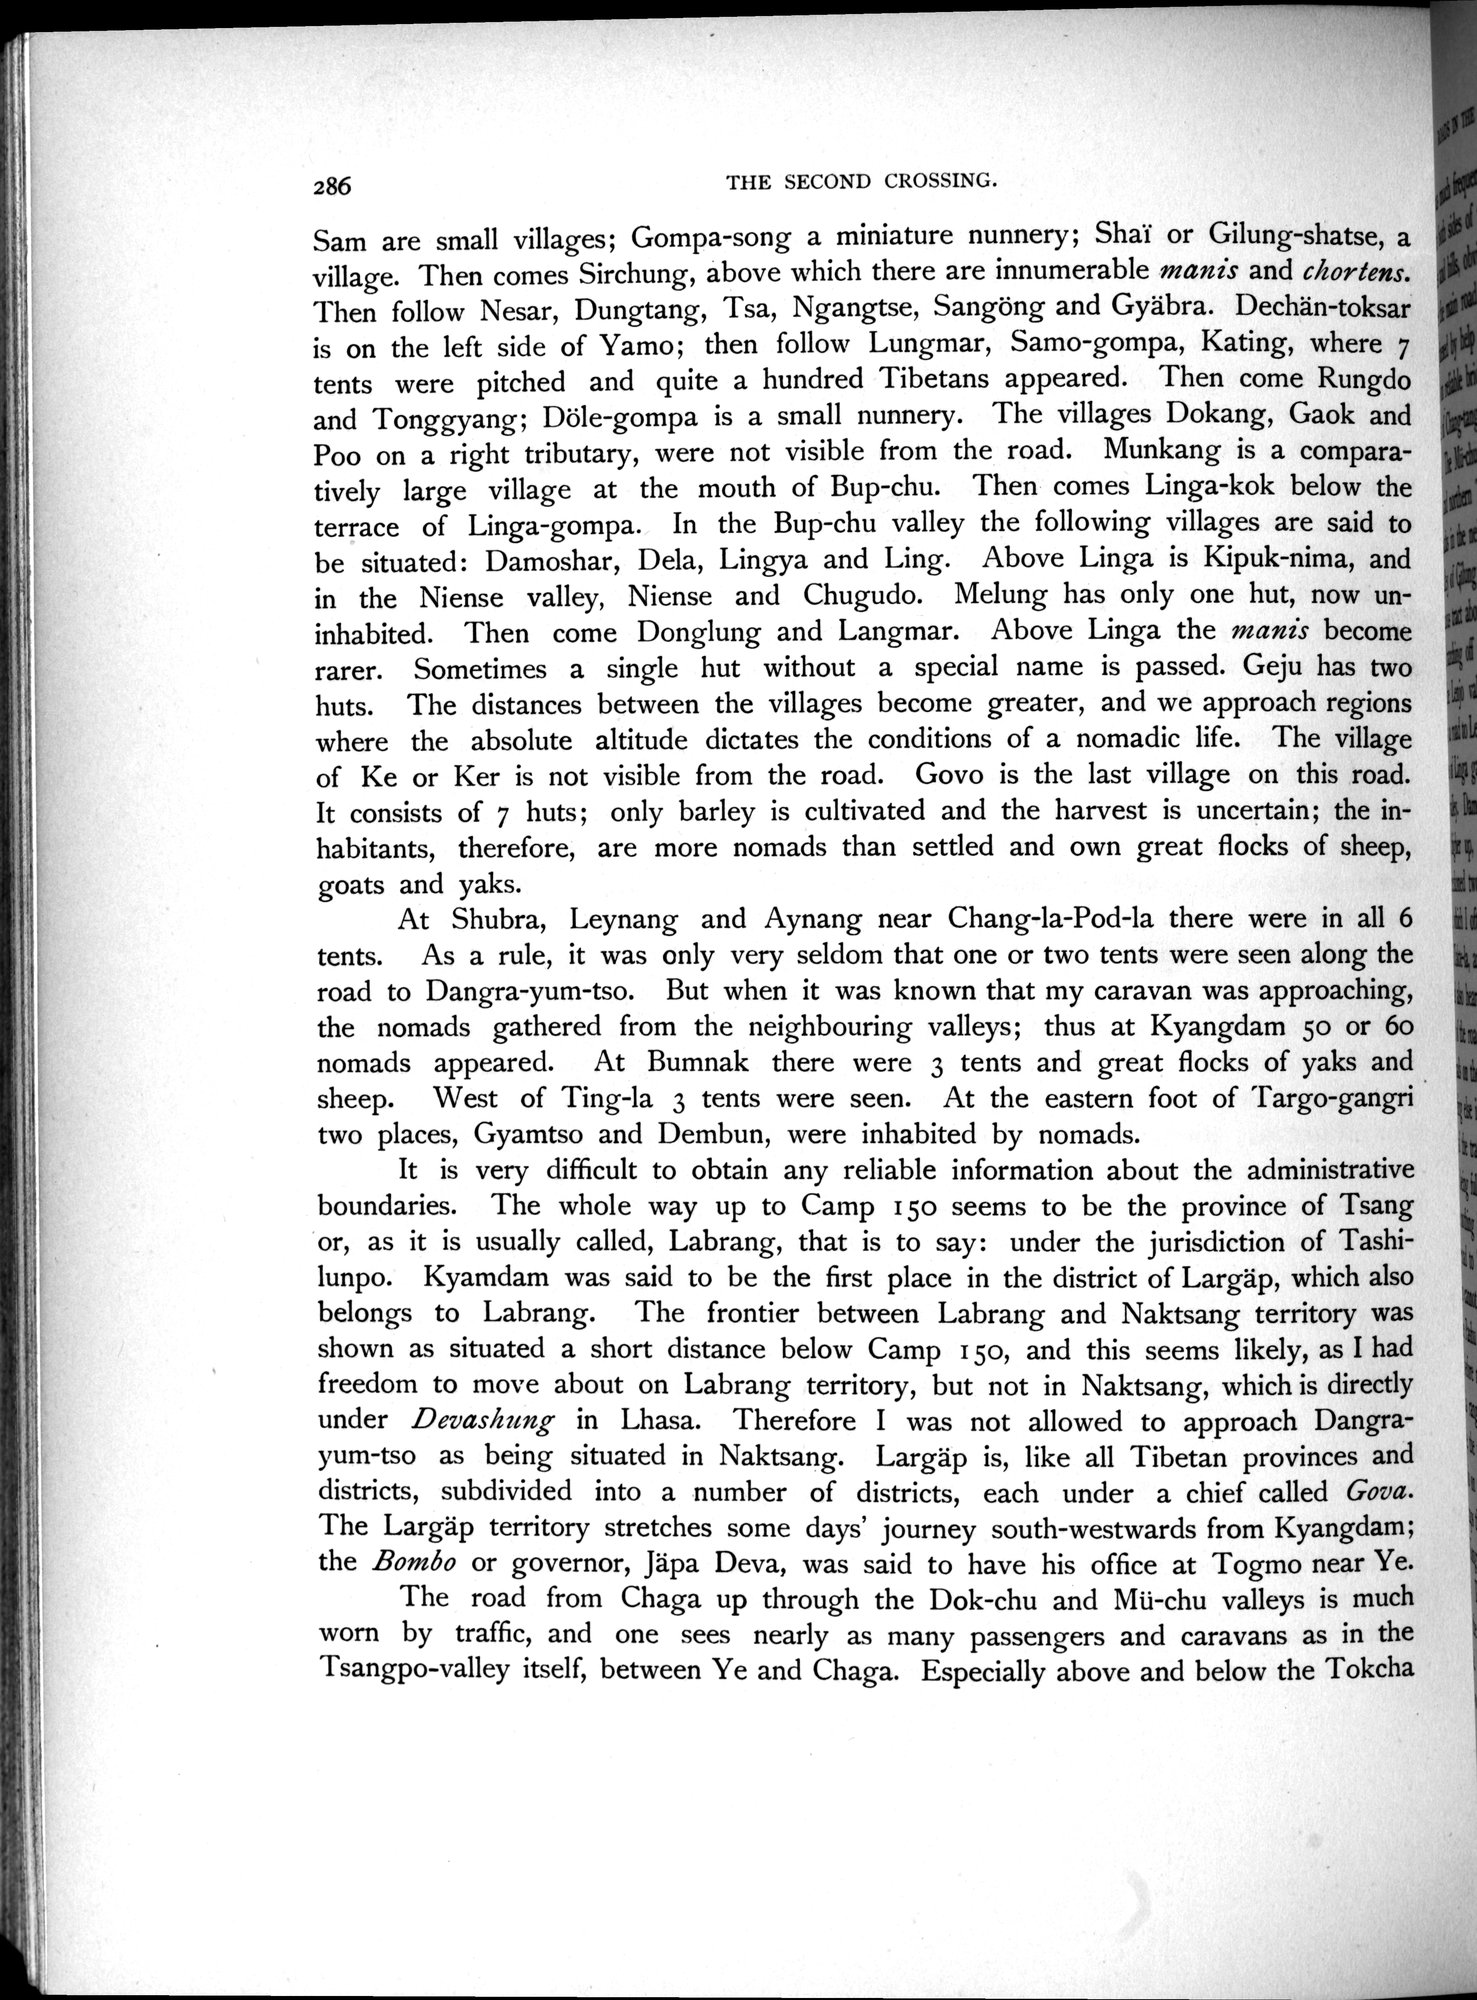 286
THE SECOND CROSSING.
Sam are small villages; Gompa-song a miniature nunnery; Shaï or Gilung-shatse, a
village. Then comes Sirchung, above which there are innumerable manis and chortens.
Then follow Nesar, Dungtang, Tsa, Ngangtse, Sangöng and Gyäbra. Dechän-toksar
is on the left side of Yamo; then follow Lungmar, Samo-gompa, Kating, where 7
tents were pitched and quite a hundred Tibetans appeared. Then come Rungdo
and Tonggyang; Döle-gompa is a small nunnery. The villages Dokang, Gaok and
Poo on a right tributary, were not visible from the road. Munkang is a compara-
tively large village at the mouth of Bup-chu. Then comes Linga-kok below the
terrace of Linga-gompa. In the Bup-chu valley the following villages are said to
be situated: Damoshar, Dela, Lingya and Ling. Above Linga is Kipuk-nima, and
in the Niense valley, Niense and Chugudo. Melung has only one hut, now un-
inhabited. Then come Donglung and Langmar. Above Linga the manis become
rarer. Sometimes a single hut without a special name is passed. Geju has two
huts. The distances between the villages become greater, and we approach regions
where the absolute altitude dictates the conditions of a nomadic life. The village
of Ke or Ker is not visible from the road. Govo is the last village on this road.
It consists of 7 huts; only barley is cultivated and the harvest is uncertain; the in-
habitants, therefore, are more nomads than settled and own great flocks of sheep,
goats and yaks.
At Shubra, Leynang and Aynang near Chang-la-Pod-la there were in all 6
tents. As a rule, it was only very seldom that one or two tents were seen along the
road to Dangra-yum-tso. But when it was known that my caravan was approaching,
the nomads gathered from the neighbouring valleys; thus at Kyangdam 50 or 60
nomads appeared. At Bumnak there were 3 tents and great flocks of yaks and
sheep. West of Ting-la 3 tents were seen. At the eastern foot of Targo-gangri
two places, Gyamtso and Dembun, were inhabited by nomads.
It is very difficult to obtain any reliable information about the administrative
boundaries. The whole way up to Camp 150 seems to be the province of Tsang
or, as it is usually called, Labrang, that is to say: under the jurisdiction of Tashi-
lunpo. Kyamdam was said to be the first place in the district of Largäp, which also
belongs to Labrang. The frontier between Labrang and Naktsang territory was
shown as situated a short distance below Camp 150, and this seems likely, as I had
freedom to move about on Labrang territory, but not in Naktsang, which is directly
under Devashung in Lhasa. Therefore I was not allowed to approach Dangra-
yum-tso as being situated in Naktsang. Largäp is, like all Tibetan provinces and
districts, subdivided into a number of districts, each under a chief called Gova.
The Largäp territory stretches some days' journey south-westwards from Kyangdam;
the Bombo or governor, Jäpa Deva, was said to have his office at Togmo near Ye.
The road from Chaga up through the Dok-chu and Mü-chu valleys is much
worn by traffic, and one sees nearly as many passengers and caravans as in the
Tsangpo-valley itself, between Ye and Chaga. Especially above and below the Tokcha